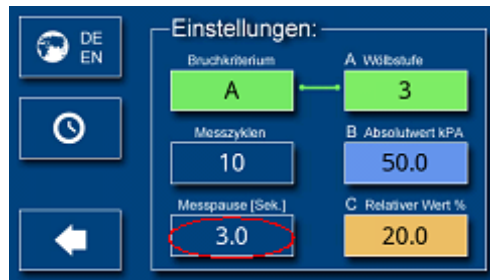 DE
EN
Einstellungen:
Bruchkriterium
A Wölbstufe
A
3
Messzyklen
B Absolutwert kPA
10
50.0
Messpause [Sek.]
C Relativer Wert %
3.0
20.0